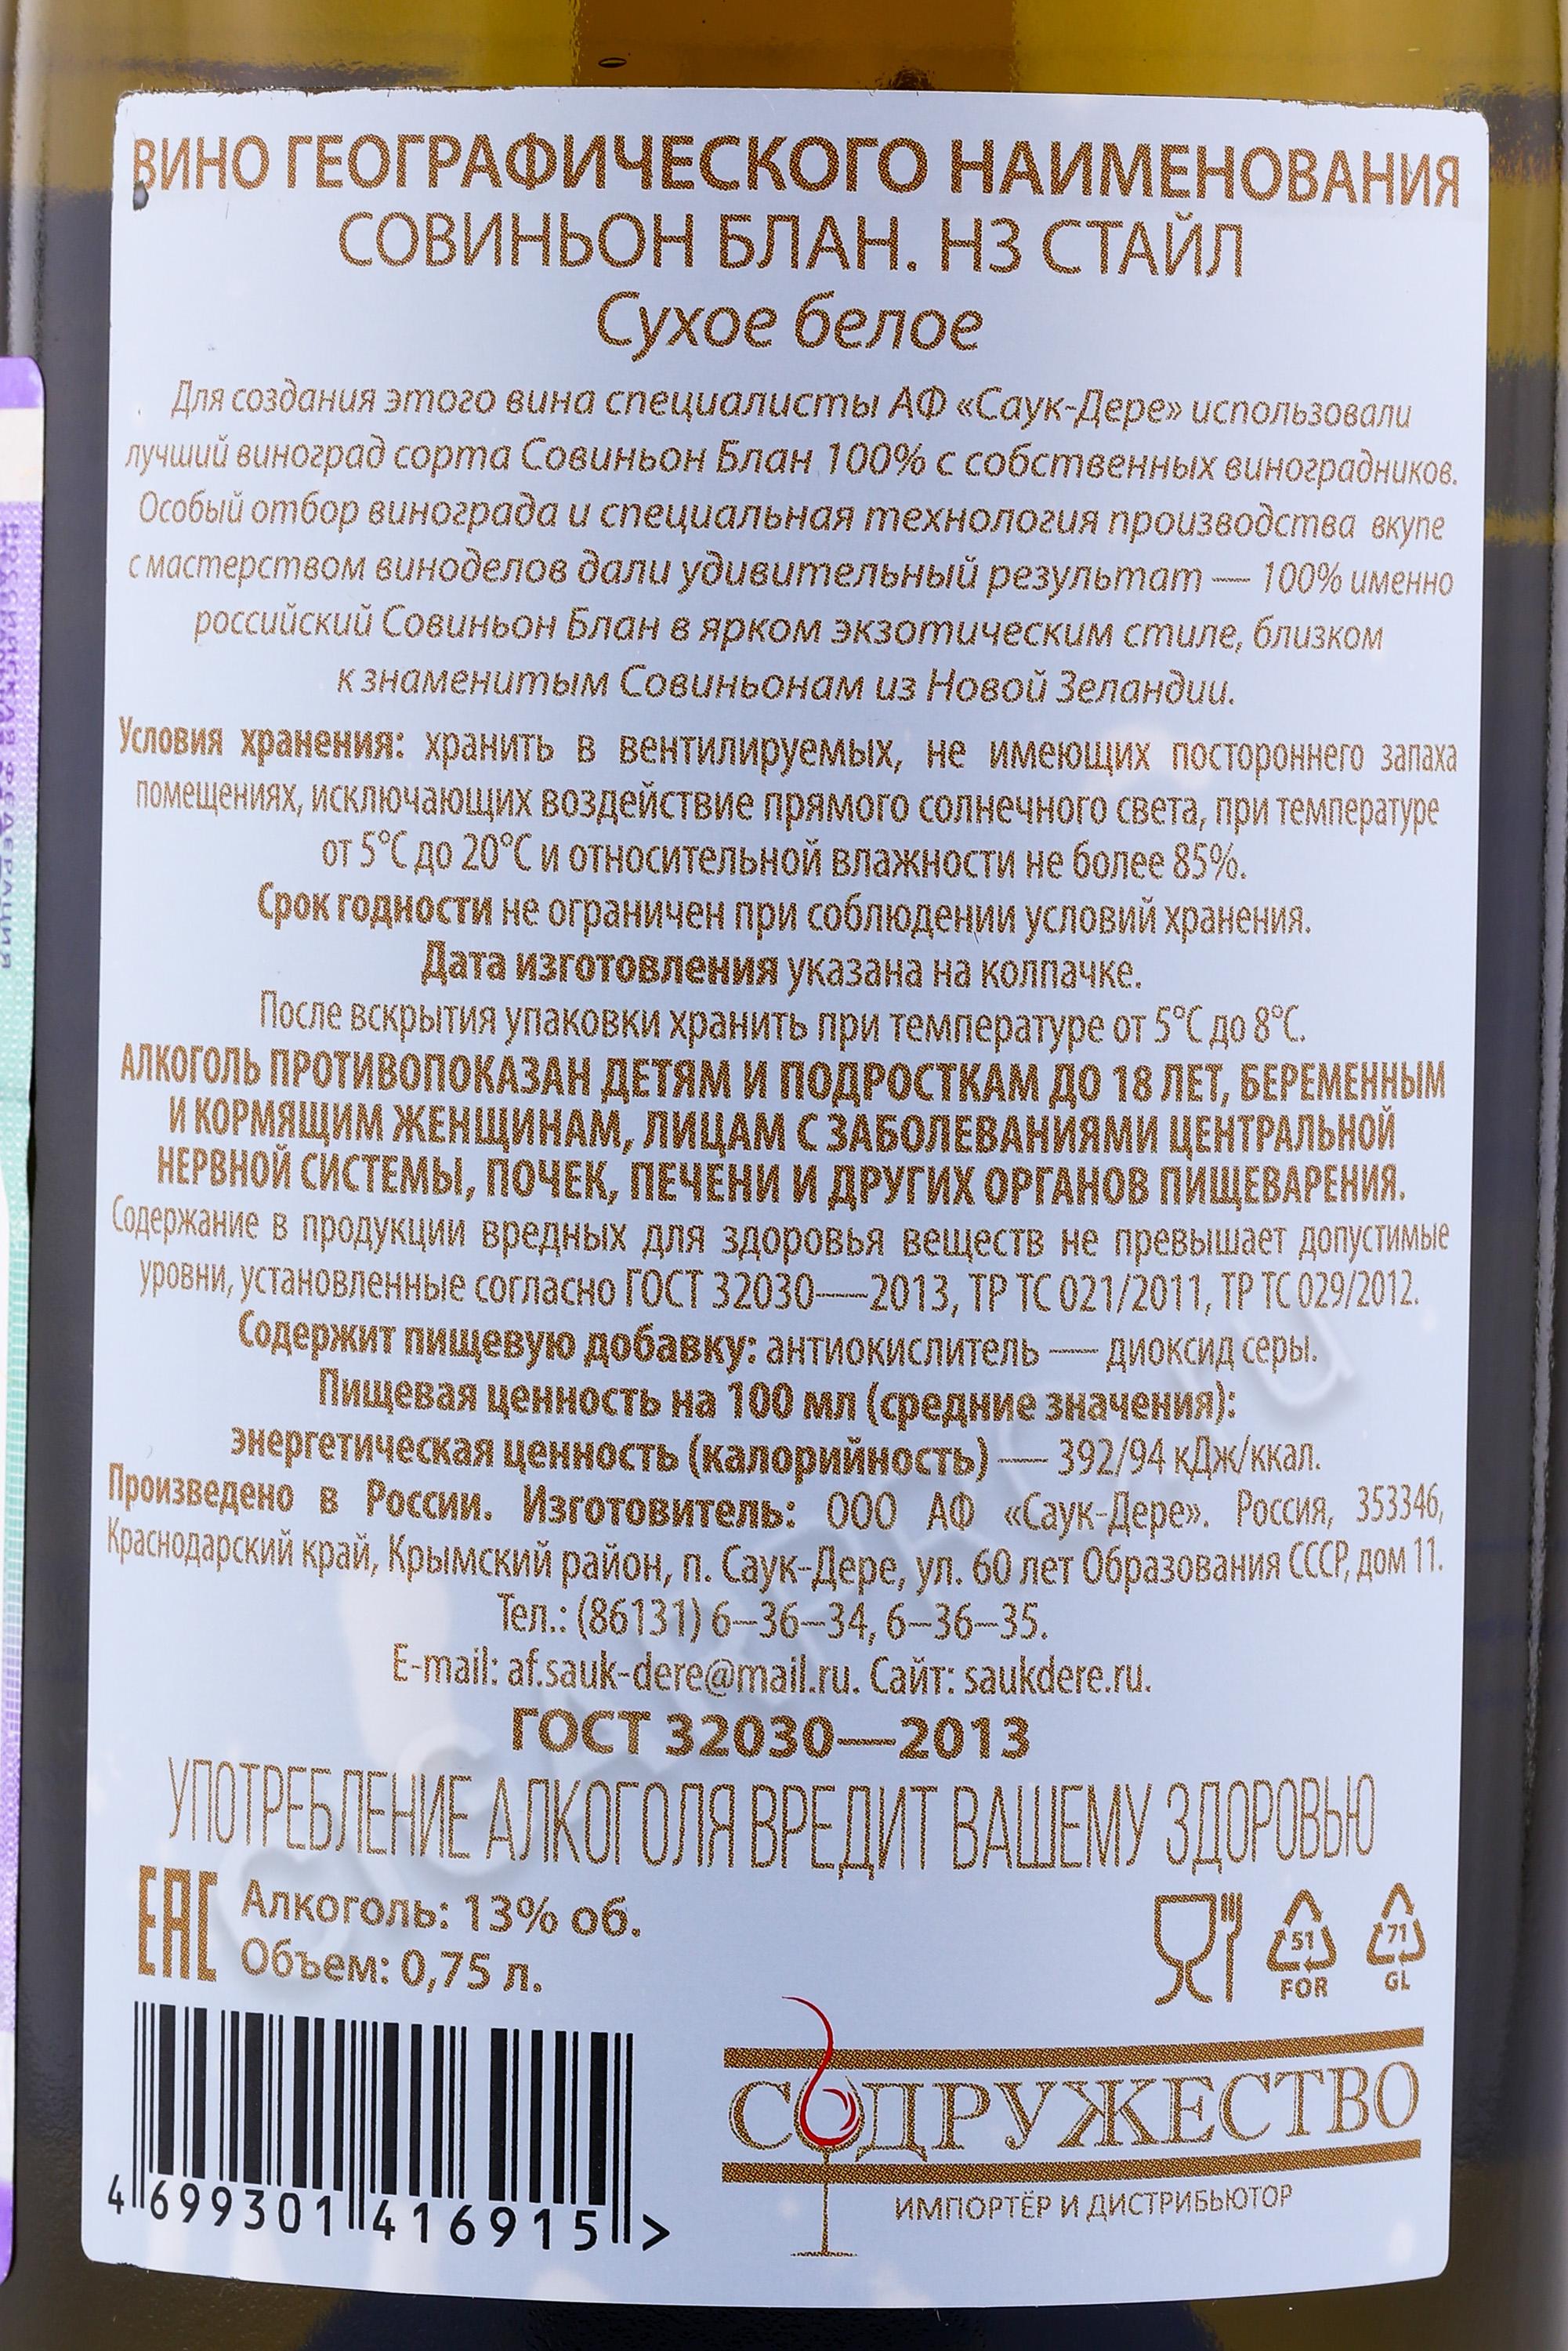 ВИНО ГЕОГРАФИЧЕСКОГО НАИМЕНОВАНИЯ
СОВИНЬОН БЛАН. НЗ СТАЙЛ
Сухое белое
Для создания этого вина специалисты АФ «Саук-Дере» использовали
лучший виноград сорта Совиньон Блан 100% с собственных виноградников.
Особый отбор винограда и специальная технология производства вкупе
с мастерством виноделов дали удивительный результат — 100% именно
российский Совиньон Блан в ярком экзотическим стиле, близком
к знаменитым Совиньонам из Новой Зеландии.
Условия хранения: хранить в вентилируемых, не имеющих постороннего запаха
помещениях, исключающих воздействие прямого солнечного света, при температуре
от 5°С до 20°С и относительной влажности не более 85%.
Срок годности не ограничен при соблюдении условий хранения.
Дата изготовления указана на колпачке.
После вскрытия упаковки хранить при температуре от 5°С до 8°С.
АЛКОГОЛЬ ПРОТИВОПОКАЗАН ДЕТЯМ И ПОДРОСТКАМ ДО 18 ЛЕТ, БЕРЕМЕННЫМ
И КОРМЯЩИМ ЖЕНЩИНАМ, ЛИЦАМ С ЗАБОЛЕВАНИЯМИ ЦЕНТРАЛЬНОЙ
НЕРВНОЙ СИСТЕМЫ, ПОЧЕК, ПЕЧЕНИ И ДРУГИХ ОРГАНОВ ПИЩЕВАРЕНИЯ.
Содержание в продукции вредных для здоровья веществ не превышает допустимые
уровни, установленные согласно ГОСТ 32030—2013, ТР ТС 021/2011, ТР ТС 029/2012.
Содержит пищевую добавку: антиокислитель — диоксид серы.
Пищевая ценность на 100 мл (средние значения):
энергетическая ценность (калорийность) — 392/94 кДж/ккал.
Произведено в России. Изготовитель: ООО АФ «Саук-Дере». Россия, 353346,
Краснодарский край, Крымский район, п. Саук-Дере, ул. 60 лет Образования СССР, дом 11.
Тел.: (86131) 6–36–34, 6–36–35.
E-mail: af.sauk-dere@mail.ru. Сайт: saukdere.ru.
ГОСТ 32030—2013
УПОТРЕБЛЕНИЕ АЛКОГОЛЯ ВРЕДИТ ВАШЕМУ ЗДОРОВЬЮ
EAC
Алкоголь: 13% об.
Объем: 0,75 л.
51
FOR
71
GL
СОДРУЖЕСТВО
ИМПОРТЁР И ДИСТРИБЬЮТОР
4 699301 416915 >